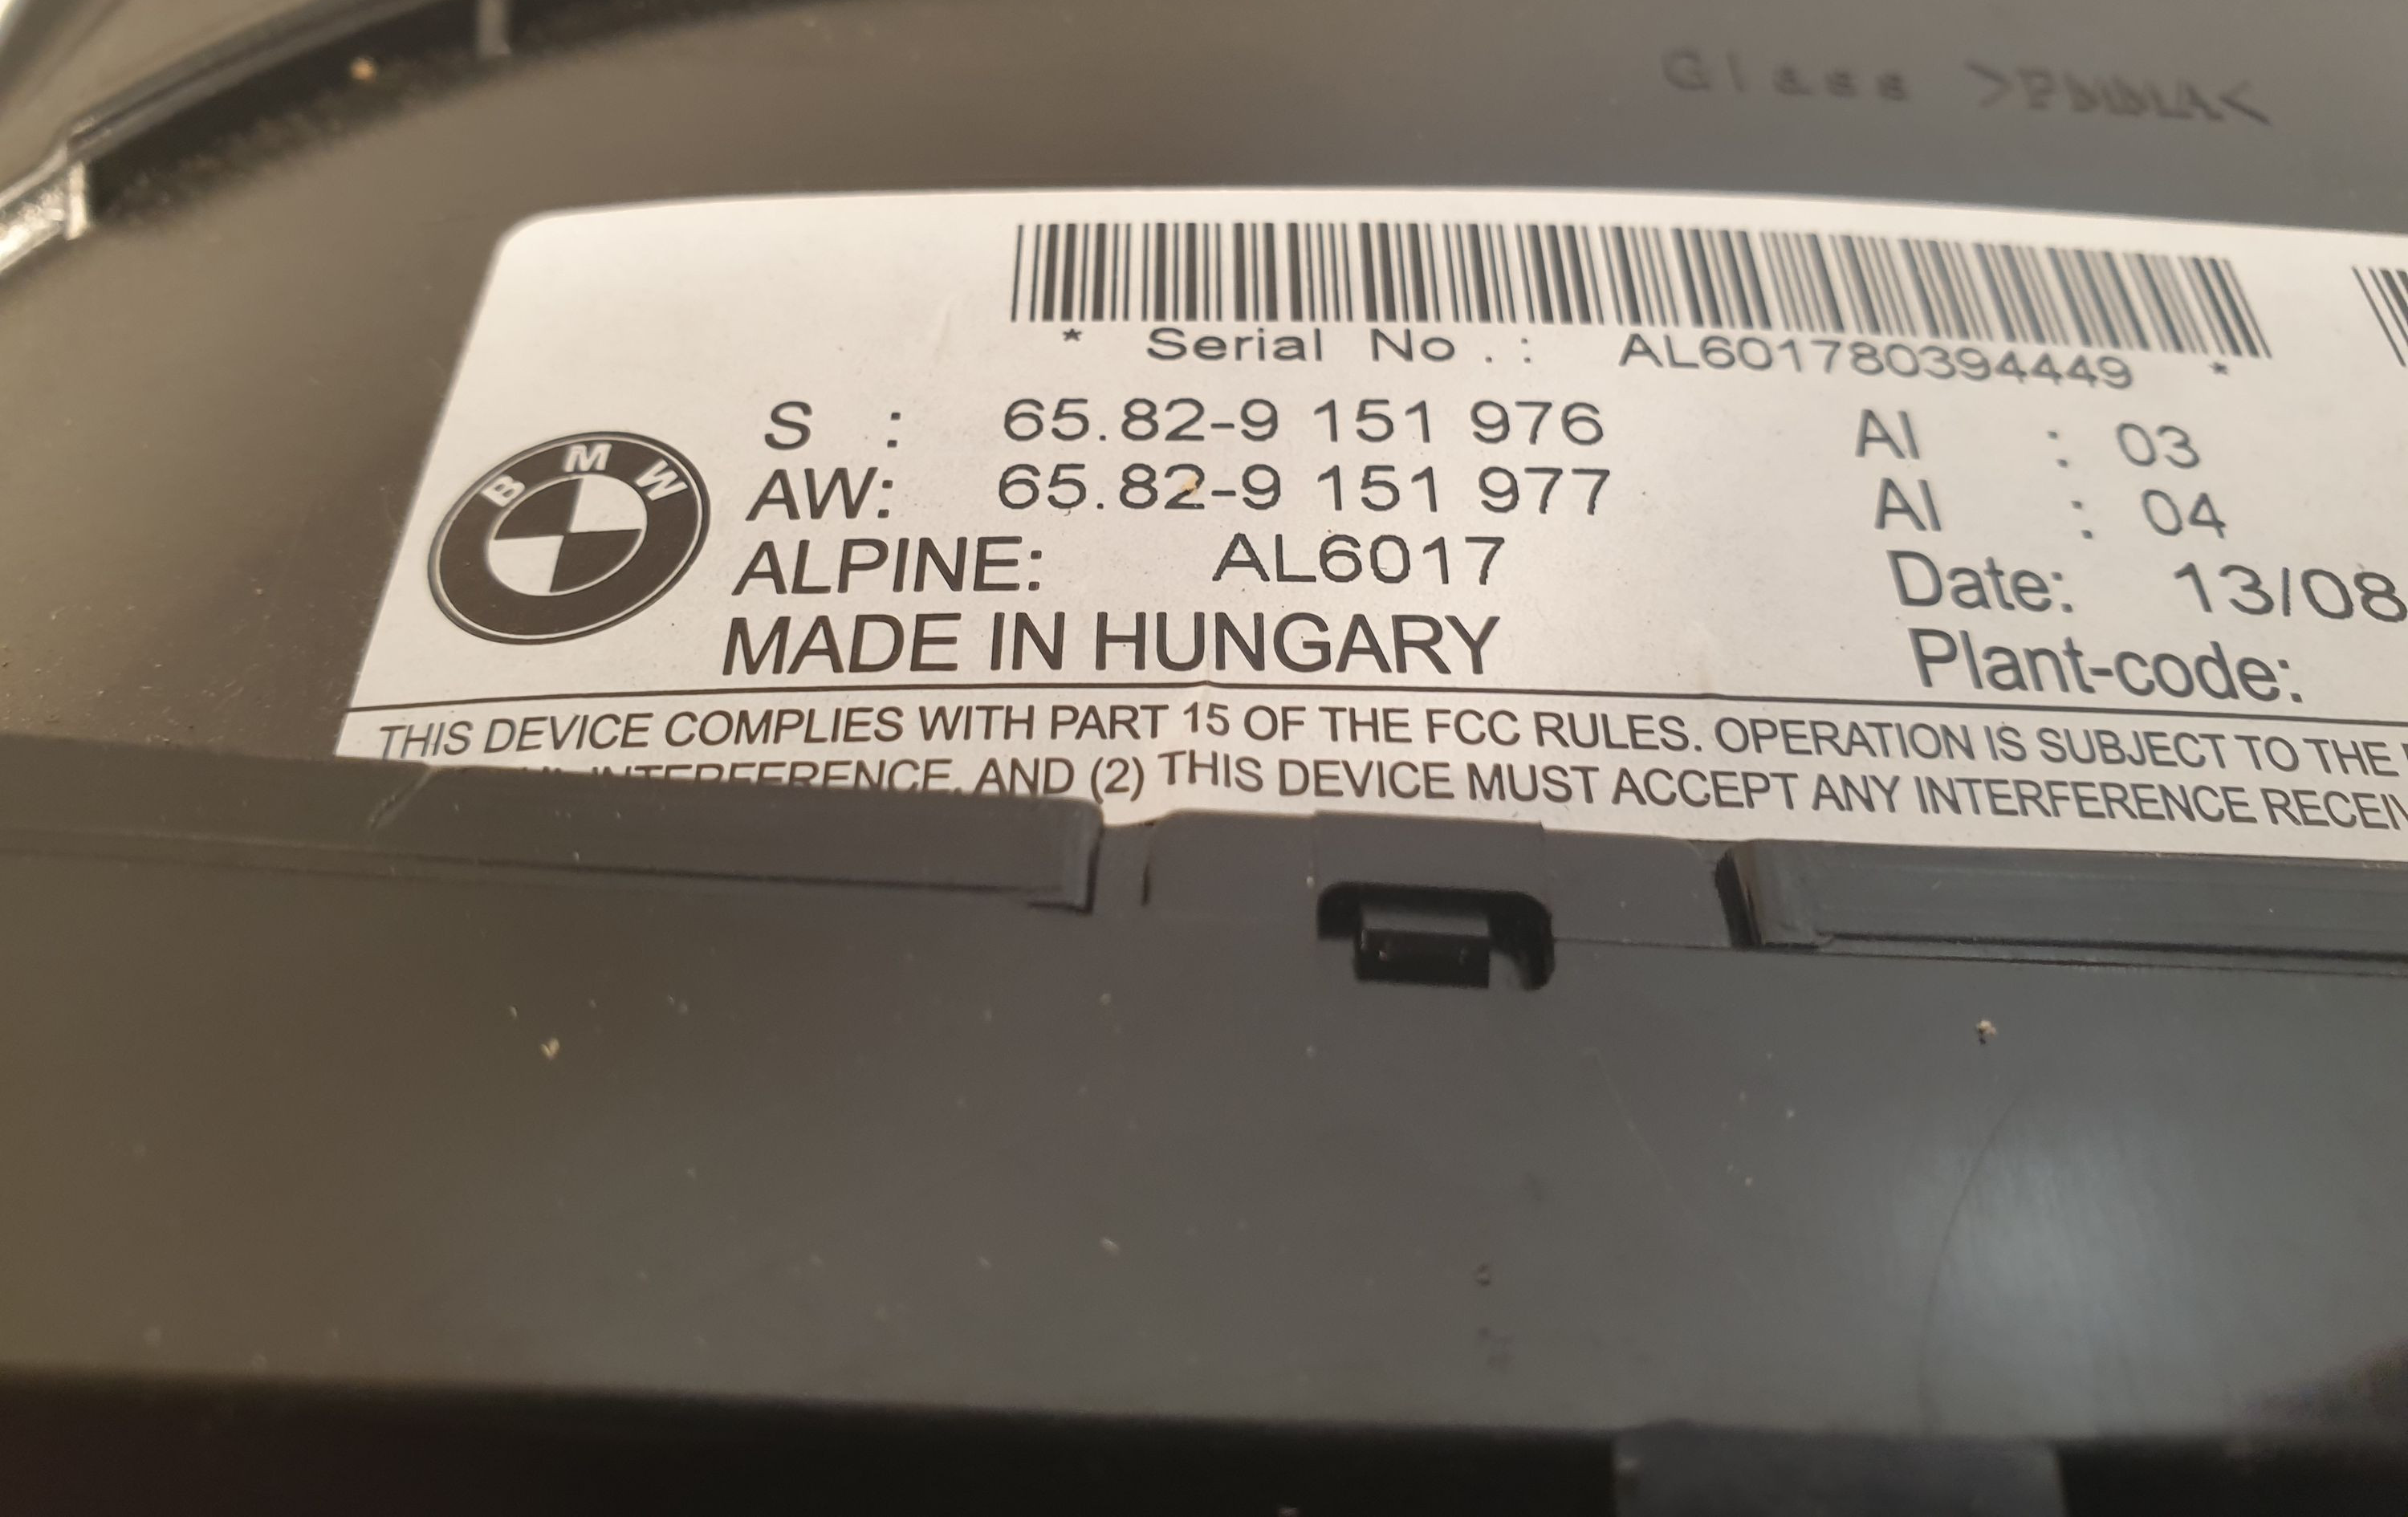 Glass >PMMA<
* Serial No.: AL601780394449 *
S : 65.82-9 151 976 AI : 03
AW: 65.82-9 151 977 AI : 04
ALPINE: AL6017 Date: 13/08
MADE IN HUNGARY Plant-code:
BMW
THIS DEVICE COMPLIES WITH PART 15 OF THE FCC RULES. OPERATION IS SUBJECT TO THE
INTERFERENCE, AND (2) THIS DEVICE MUST ACCEPT ANY INTERFERENCE RECEIV